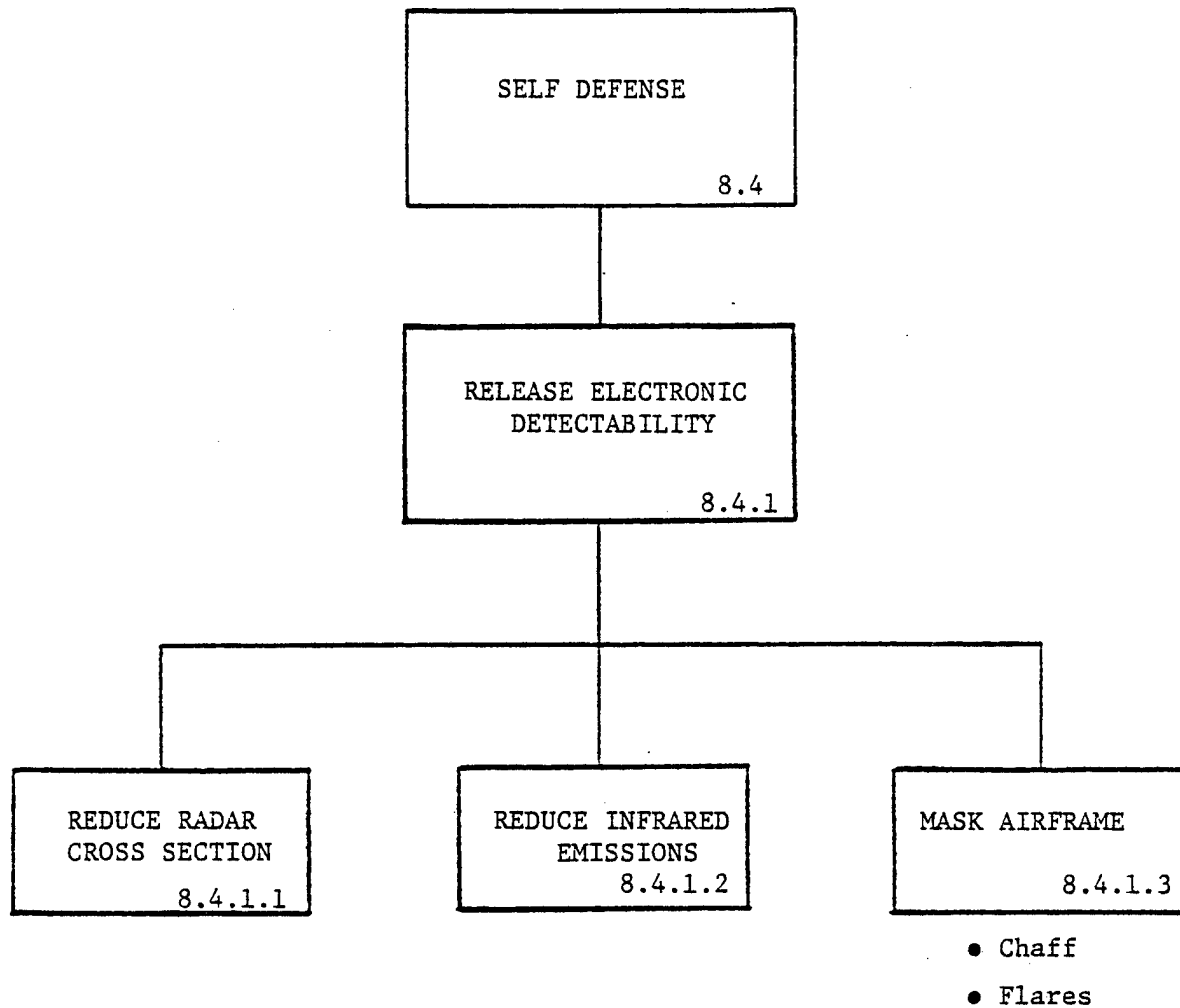 SELF DEFENSE
8.4
RELEASE ELECTRONIC
DETECTABILITY
8.4.1
REDUCE RADAR
CROSS SECTION
8.4.1.1
REDUCE INFRARED
EMISSIONS
8.4.1.2
MASK AIRFRAME
8.4.1.3
● Chaff
● Flares